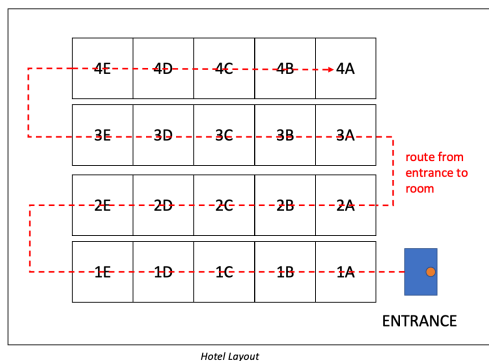 4E 4D 4C 4B 4A
3E 3D 3C 3B 3A
route from
entrance to
room
2E 2D 2C 2B 2A
1E 1D 1C 1B 1A
ENTRANCE
Hotel Layout